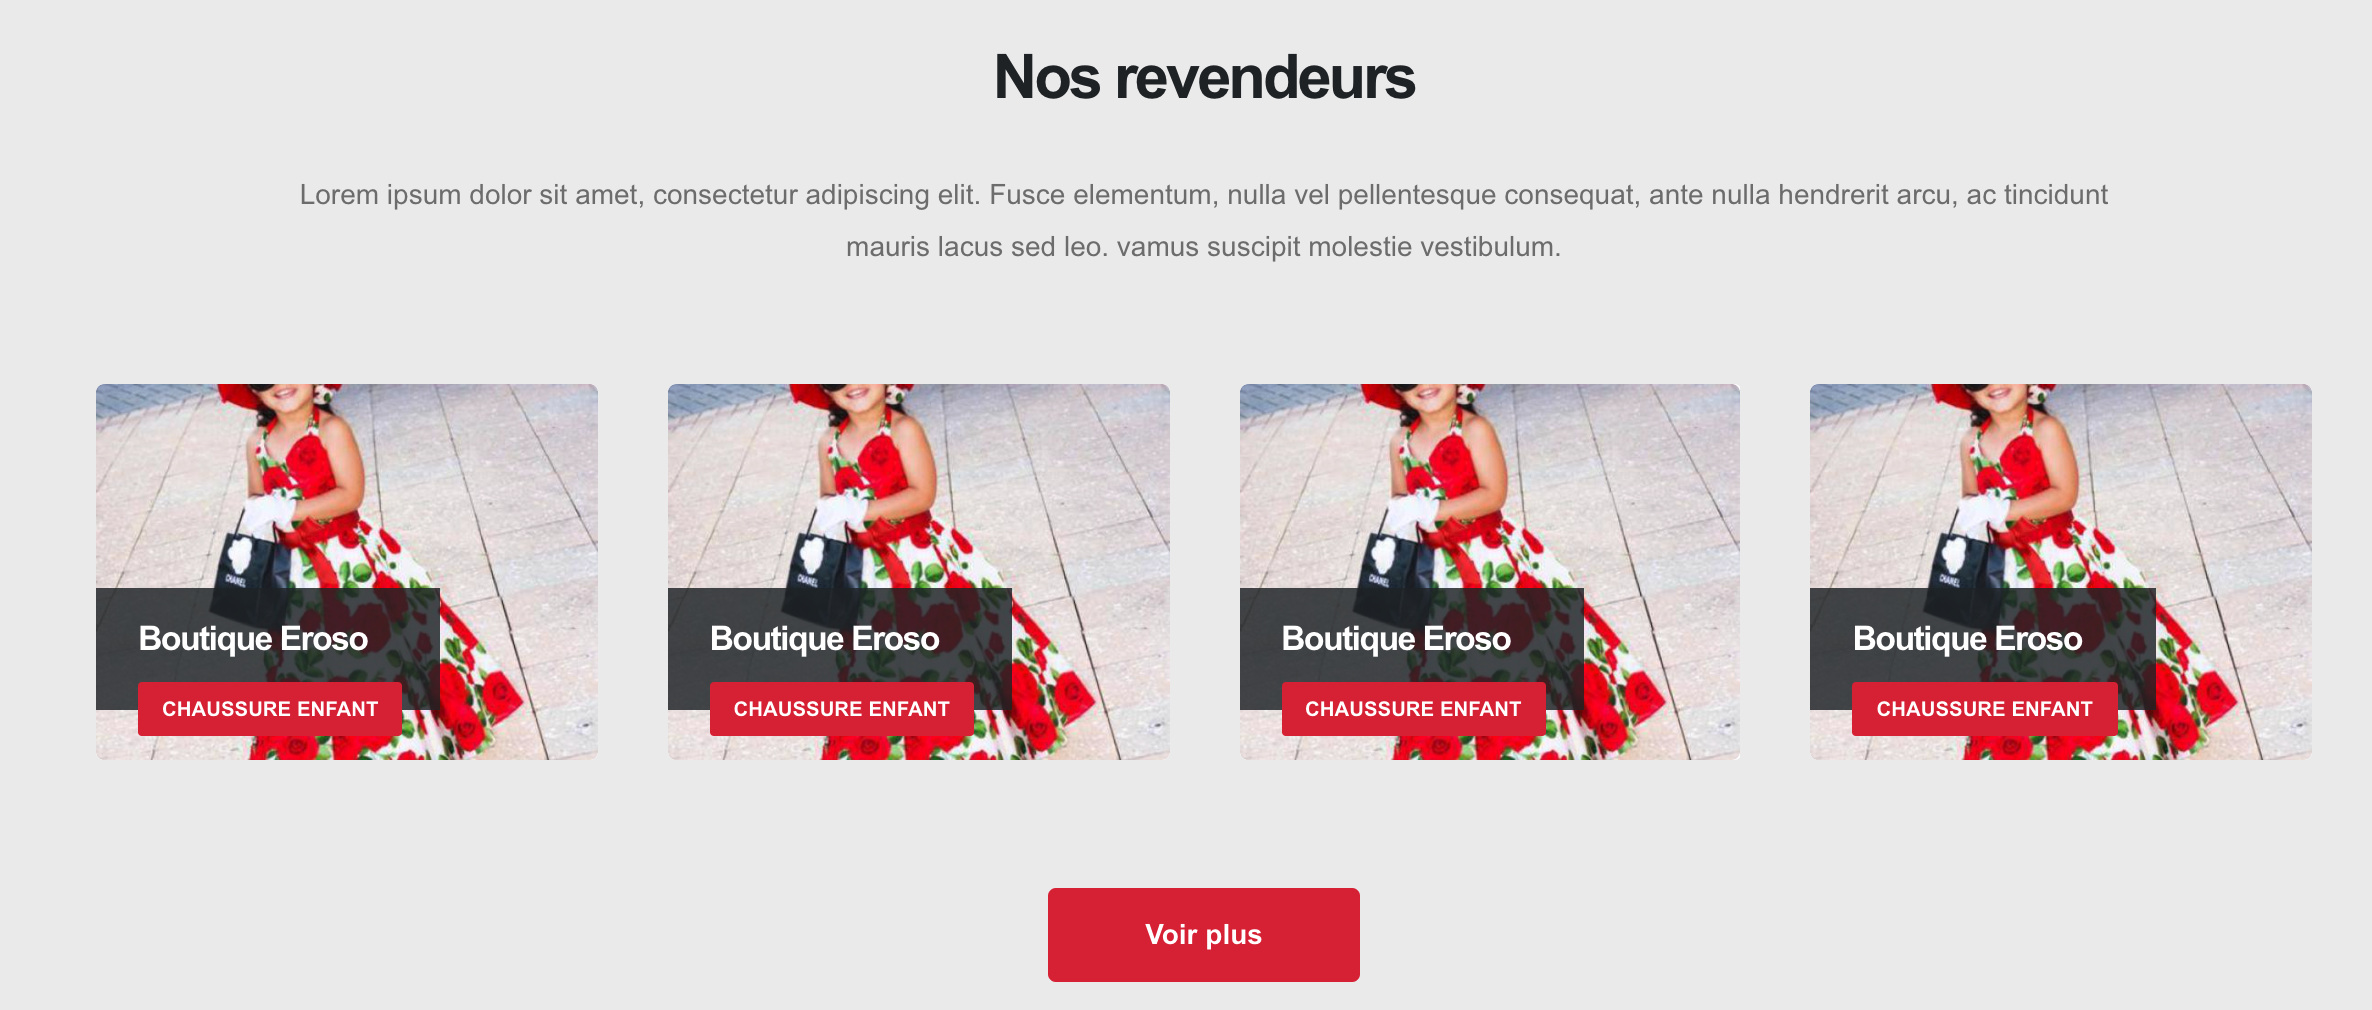 Nos revendeurs
Lorem ipsum dolor sit amet, consectetur adipiscing elit. Fusce elementum, nulla vel pellentesque consequat, ante nulla hendrerit arcu, ac tincidunt
mauris lacus sed leo. vamus suscipit molestie vestibulum.
CHANEL
Boutique Eroso
CHAUSSURE ENFANT
CHANEL
Boutique Eroso
CHAUSSURE ENFANT
CHANEL
Boutique Eroso
CHAUSSURE ENFANT
CHANEL
Boutique Eroso
CHAUSSURE ENFANT
Voir plus